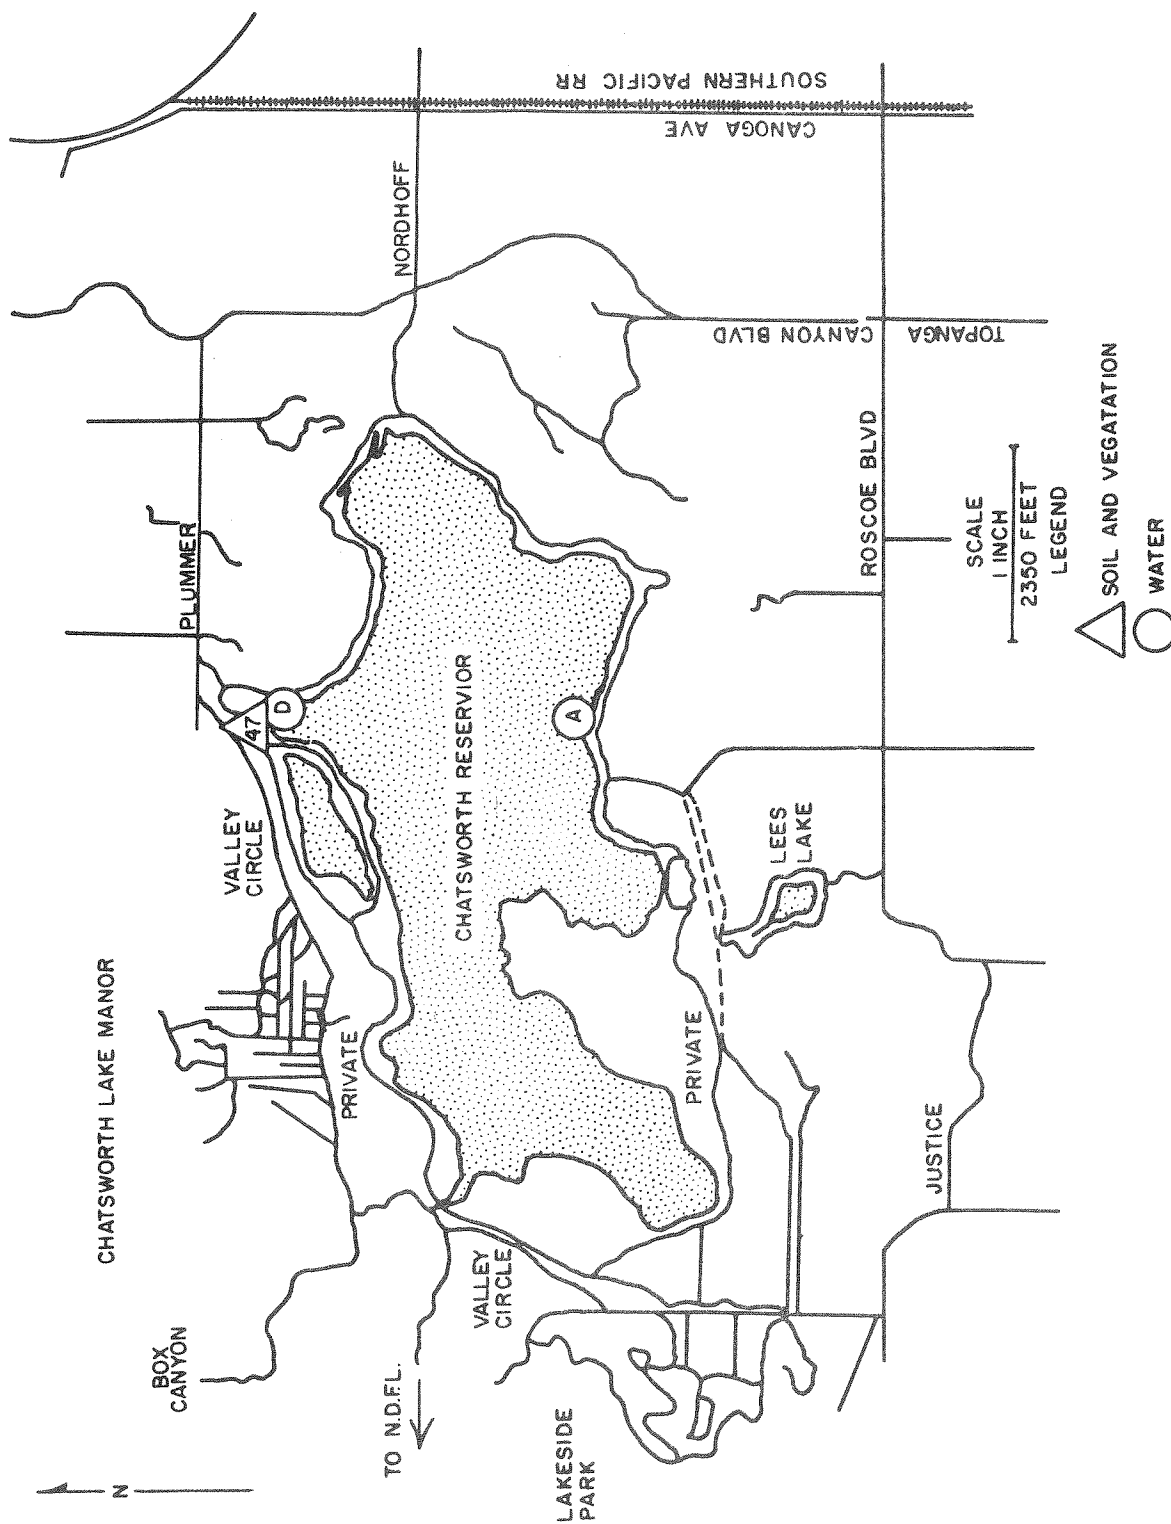 CHATSWORTH LAKE MANOR
BOX
CANYON
N
TO N.D.F.L.
LAKESIDE
PARK
VALLEY
CIRCLE
PRIVATE
VALLEY
CIRCLE
PLUMMER
47
D
CHATSWORTH RESERVIOR
A
PRIVATE
LEES
LAKE
JUSTICE
ROSCOE BLVD
NORDHOFF
TOPANGA
CANYON BLVD
CANOGA AVE
SOUTHERN PACIFIC RR
SCALE
1 INCH
2350 FEET
LEGEND
SOIL AND VEGATATION
WATER